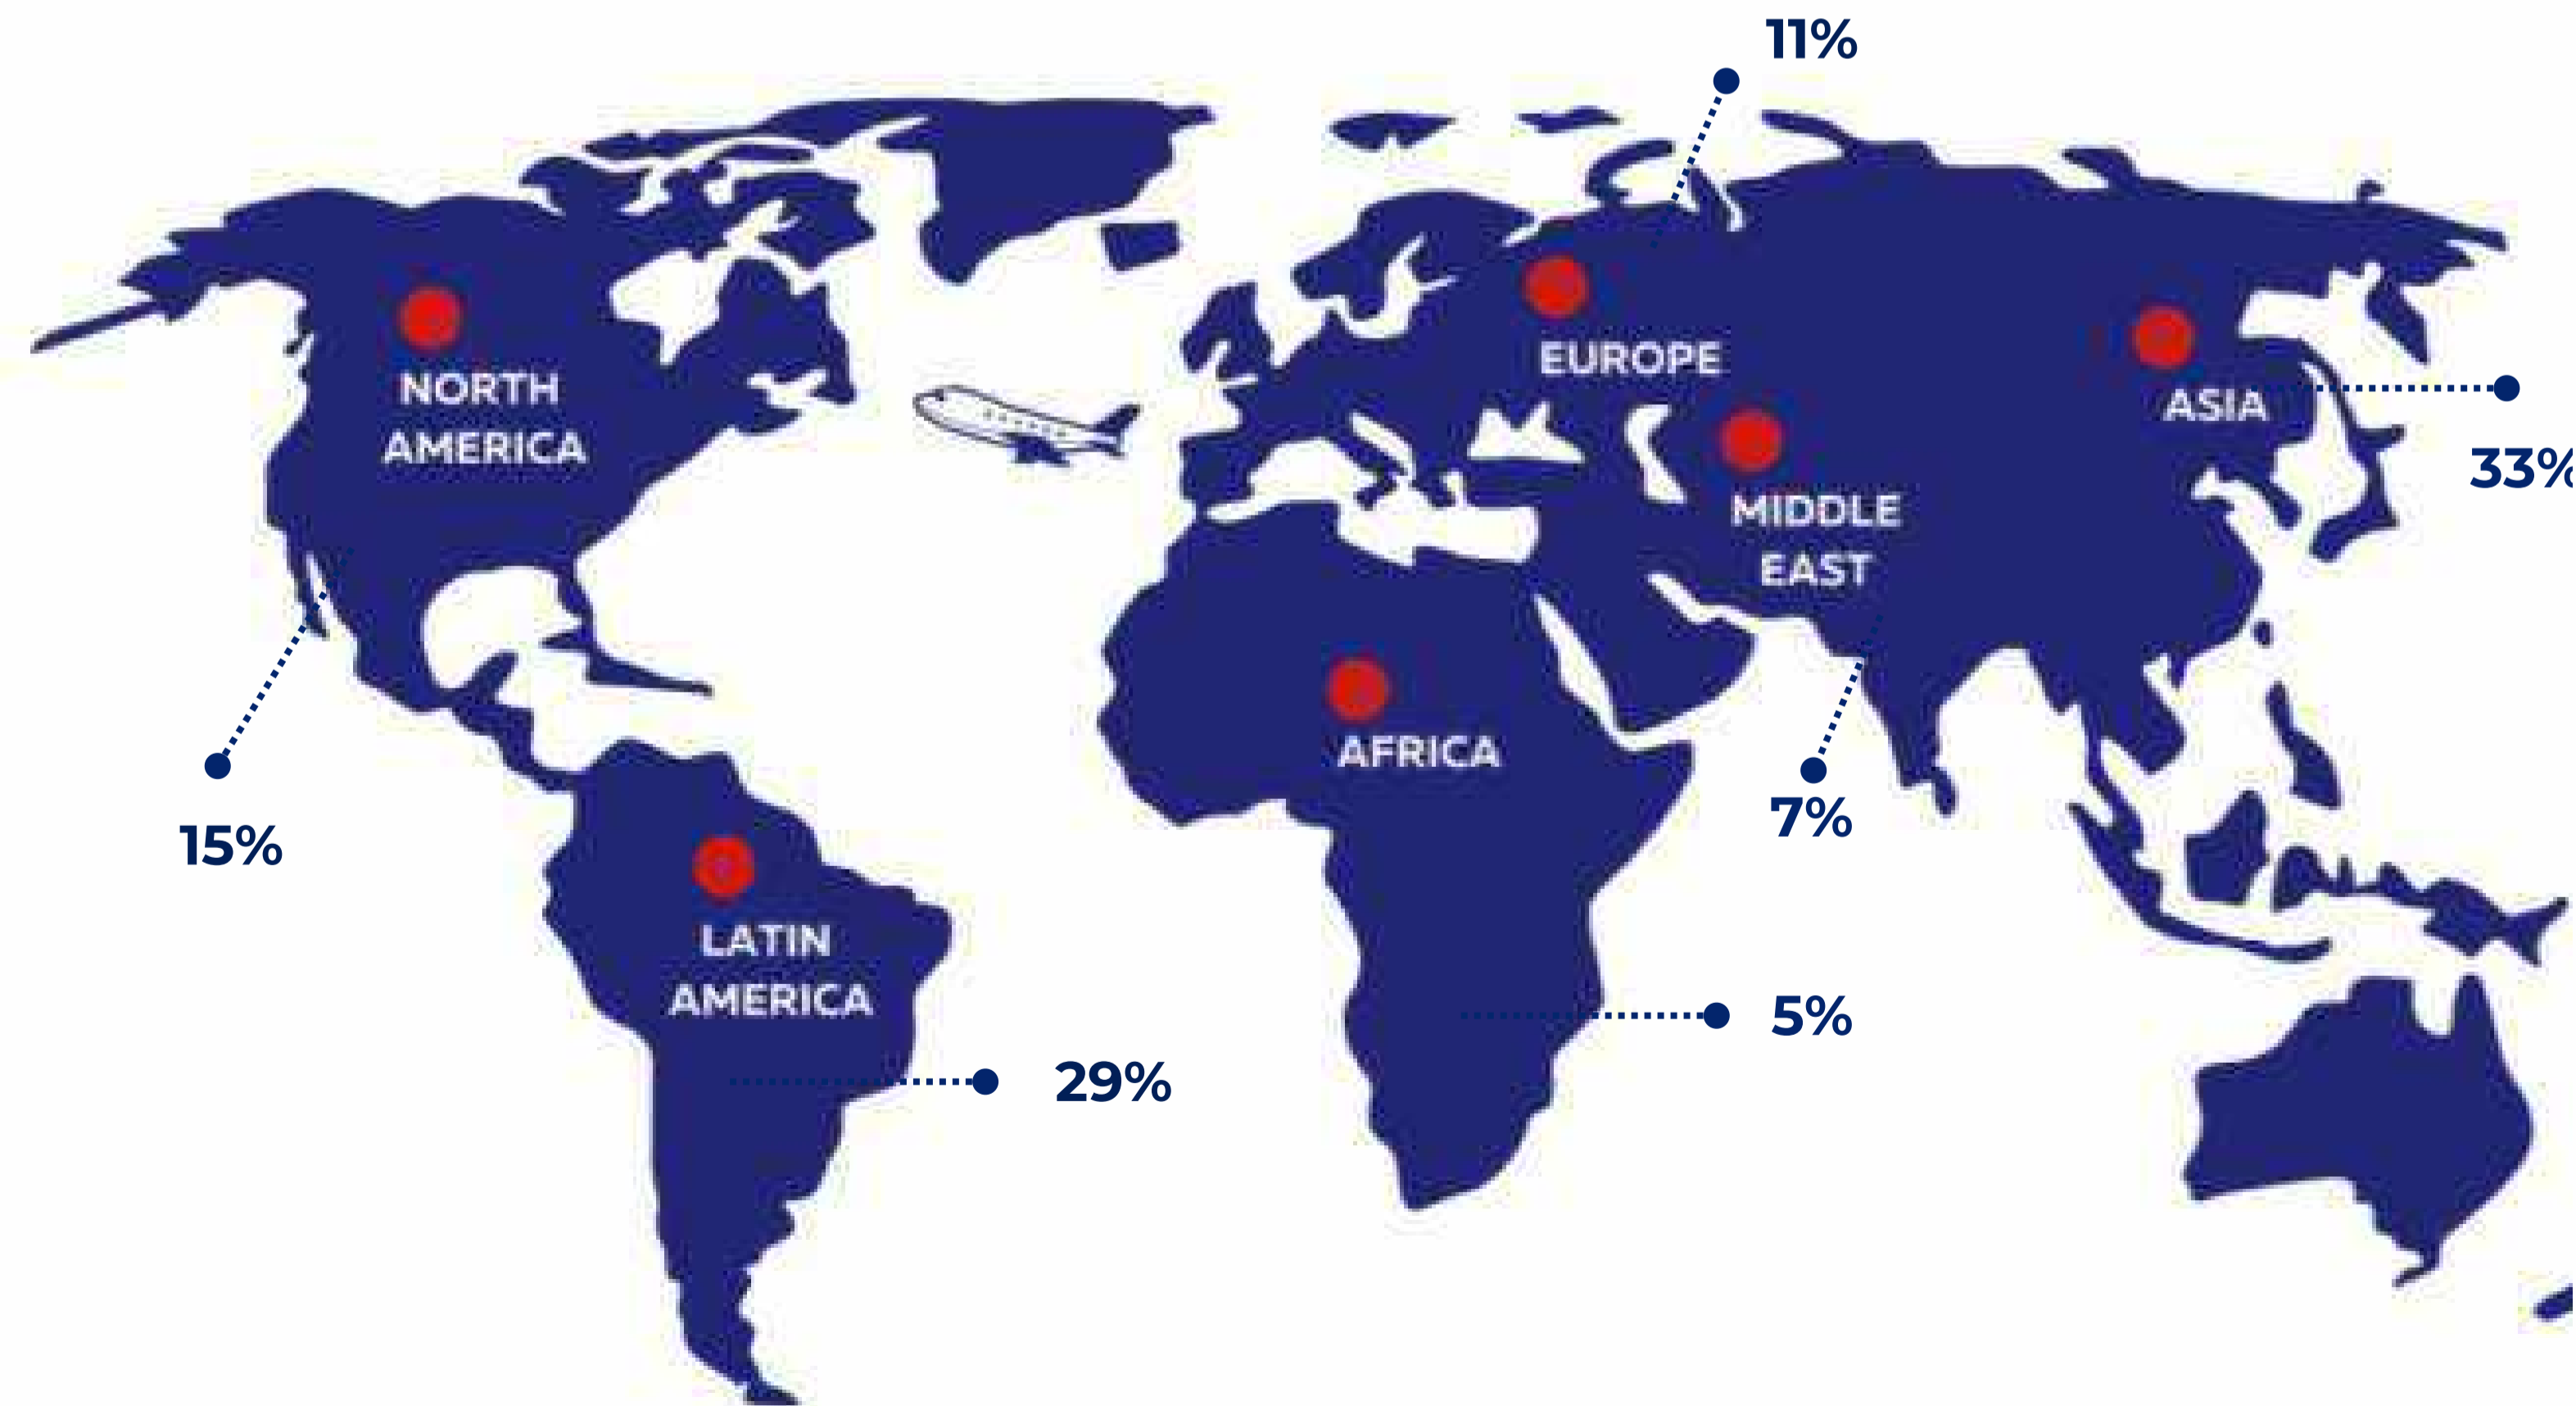 11%
EUROPE
NORTH
AMERICA
ASIA
33%
MIDDLE
EAST
AFRICA
7%
15%
LATIN
AMERICA
5%
29%